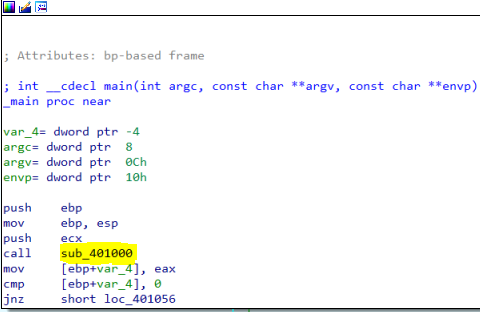 ; Attributes: bp-based frame
; int __cdecl main(int argc, const char **argv, const char **envp)
_main proc near
var_4= dword ptr -4
argc= dword ptr  8
argv= dword ptr  0Ch
envp= dword ptr  10h
push    ebp
mov     ebp, esp
push    ecx
call    sub_401000
mov     [ebp+var_4], eax
cmp     [ebp+var_4], 0
jnz     short loc_401056